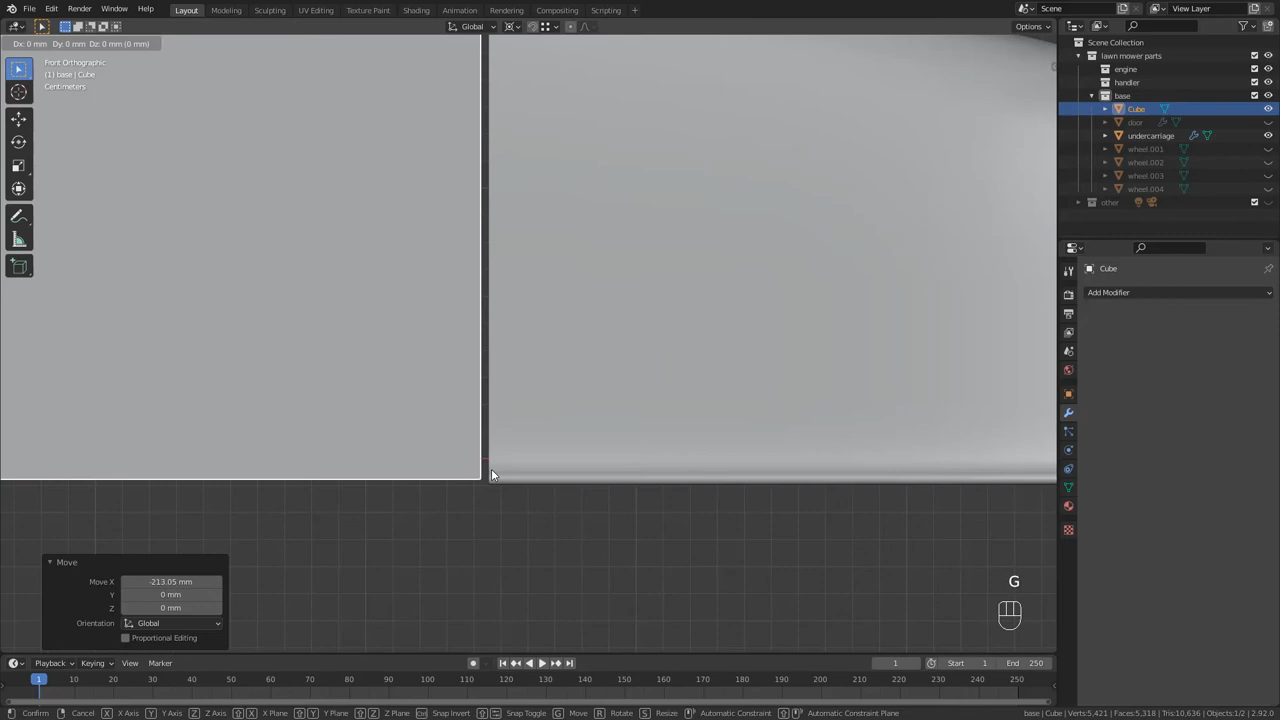 File Edit Render Window Help
Layout Modeling Sculpting UV Editing Texture Paint Shading Animation Rendering Compositing Scripting +
Scene
View Layer
Global
Options
Dx: 0 mm Dy: 0 mm Dz: 0 mm (0 mm)
Front Orthographic
(1) base | Cube
Centimeters
Scene Collection
lawn mower parts
engine
handler
base
Cube
door
undercarriage
wheel.001
wheel.002
wheel.003
wheel.004
other
Cube
Add Modifier
G
Move
Move X -213.05 mm
Y 0 mm
Z 0 mm
Orientation Global
Proportional Editing
Playback Keying View Marker
1 Start 1 End 250
1 10 20 30 40 50 60 70 80 90 100 110 120 130 140 150 160 170 180 190 200 210 220 230 240 250
Confirm Cancel X X Axis Y Y Axis Z Z Axis X X Plane Y Y Plane Z Z Plane Snap Invert Snap Toggle G Move R Rotate S Resize Automatic Constraint Automatic Constraint Plane
base | Cube | Verts:5,421 | Faces:5,318 | Tris:10,636 | Objects:1/2 | 2.92.0